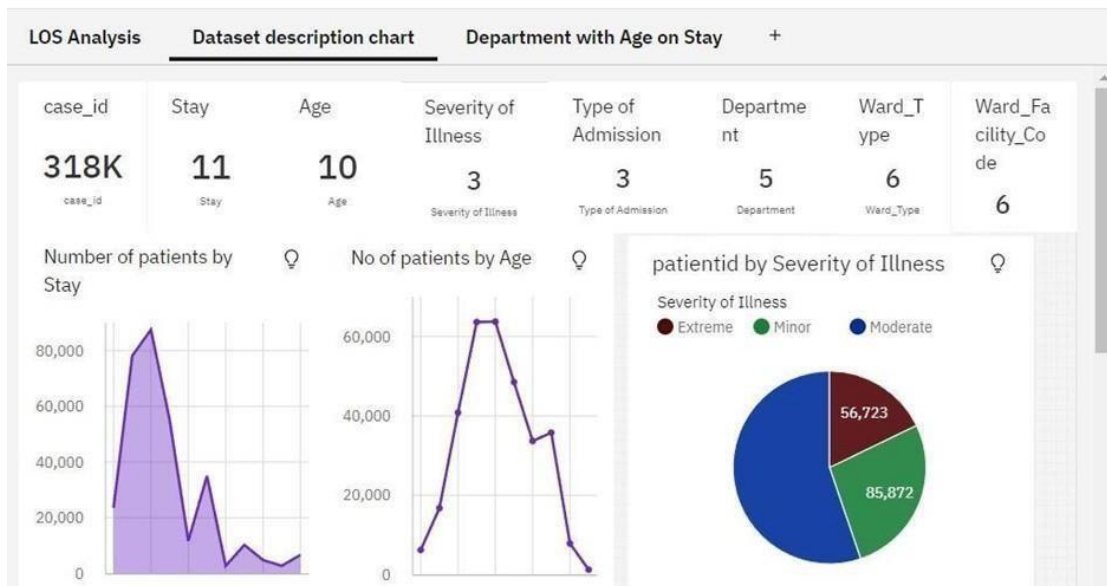 LOS Analysis
Dataset description chart
Department with Age on Stay
+
case_id
318K
case_id
Stay
11
Stay
Age
10
Age
Severity of
Illness
3
Severity of Illness
Type of
Admission
3
Type of Admission
Departme
nt
5
Department
Ward_T
ype
6
Ward_Type
Ward_Fa
cility_Co
de
6
Number of patients by
Stay
80,000
60,000
40,000
20,000
0
No of patients by Age
60,000
40,000
20,000
0
patientid by Severity of Illness
Severity of Illness
Extreme
Minor
Moderate
56,723
85,872